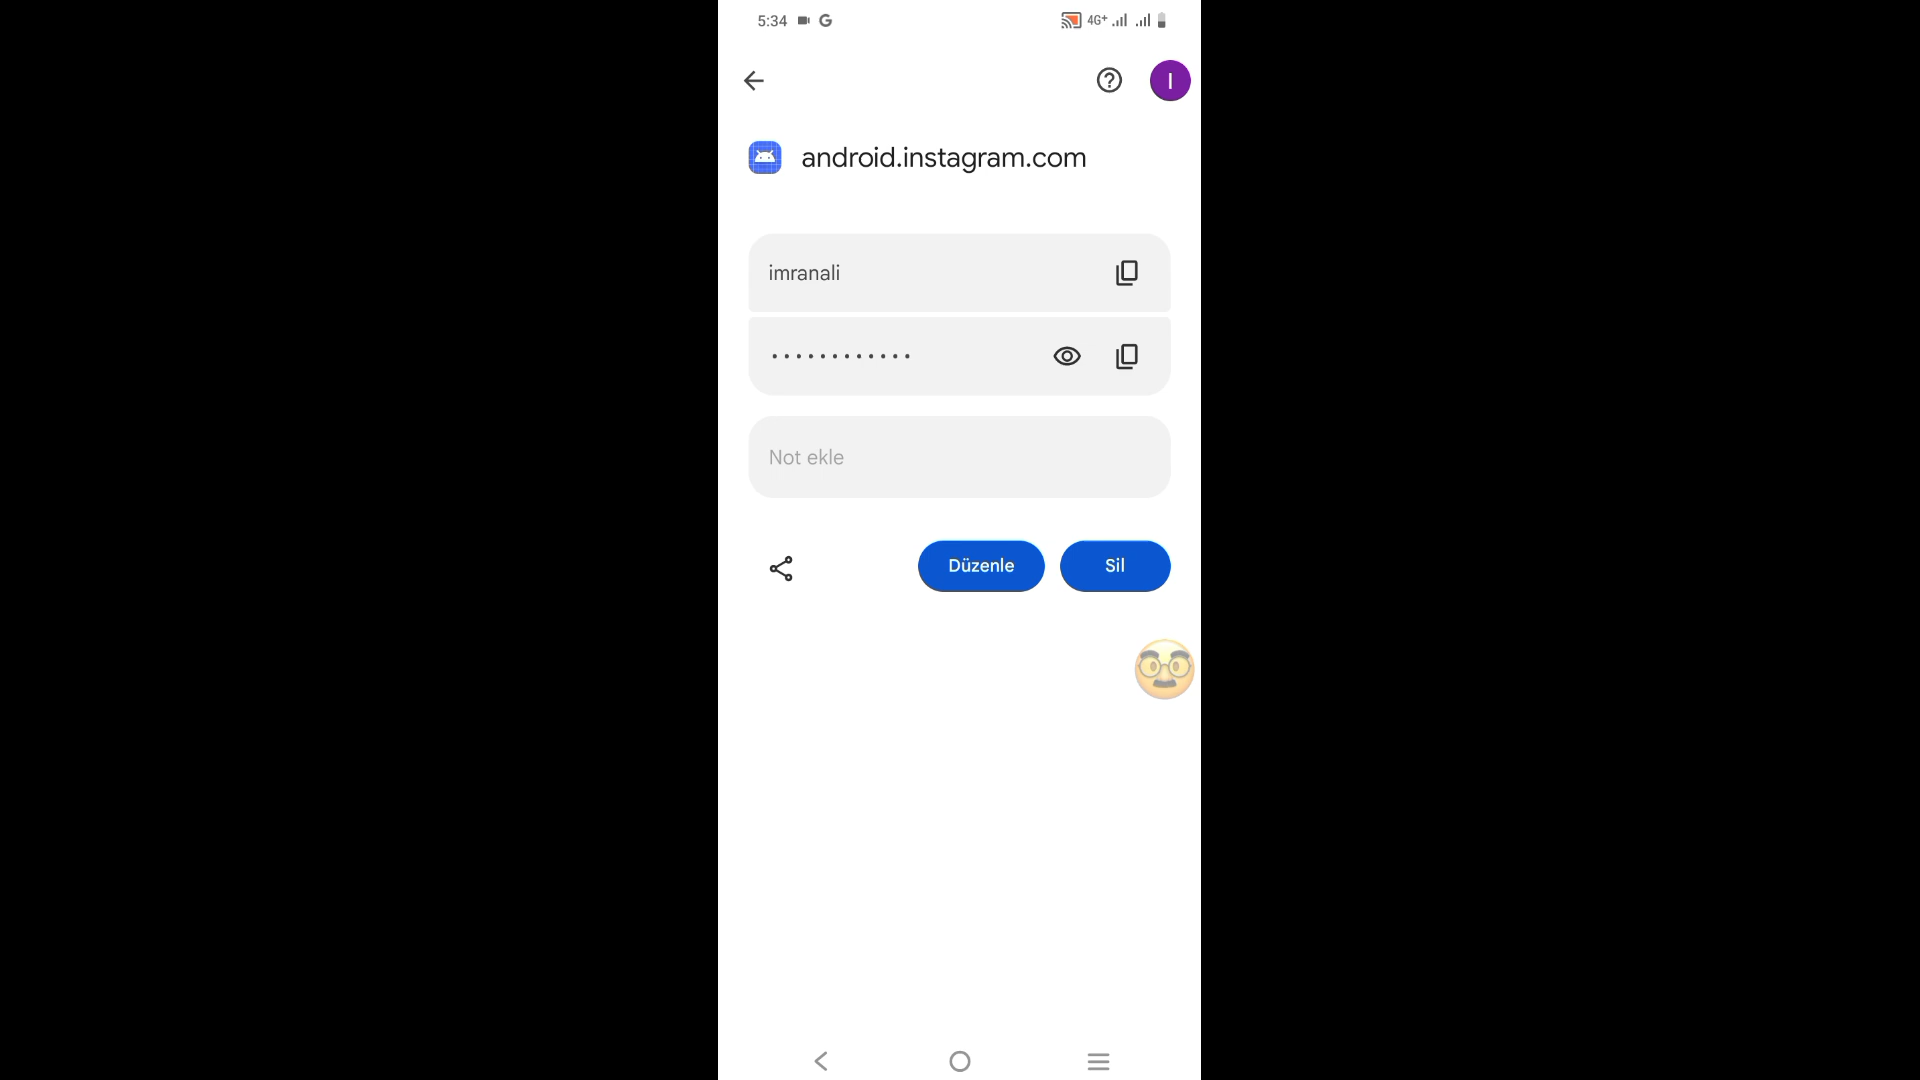 5:34 G 4G+
I
android.instagram.com
imranali
••••••••••••
Not ekle
Düzenle Sil